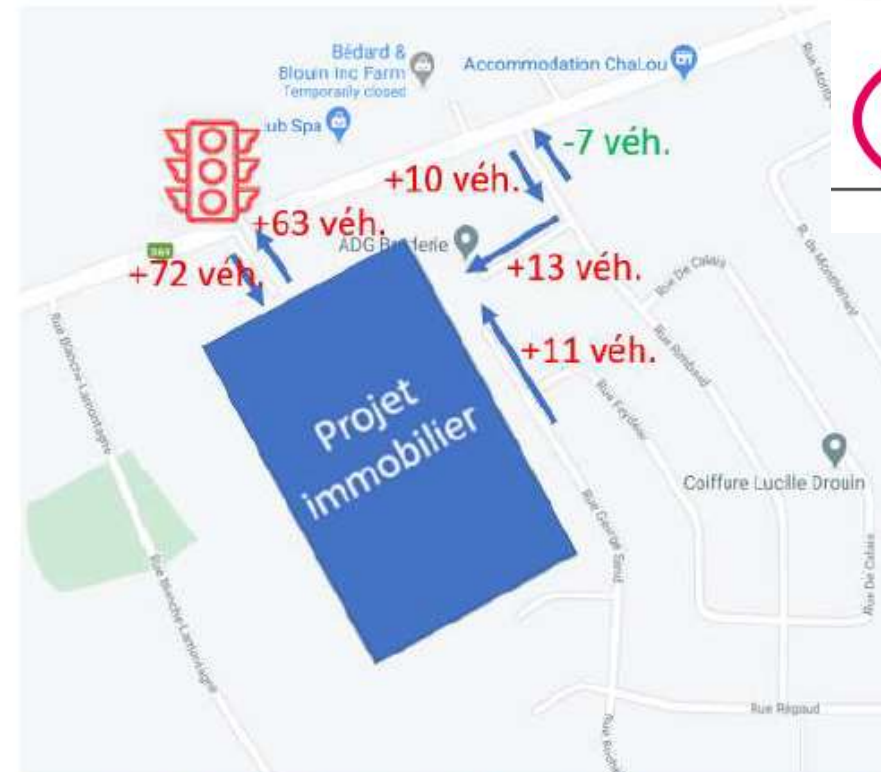 Bédard &
Blouin Inc Farm
Temporarily closed
Accommodation ChaLou
ub Spa
-7 véh.
+10 véh.
+63 véh.
+72 véh.
+13 véh.
+11 véh.
Projet
immobilier
Rue Blanche-Lamontagne
Rue Blanche-Lamontagne
Rue De Calais
Rue Rimbaud
Coiffure Lucille Drouin
Rue George Sand
Rue De Calais
Rue Régaud